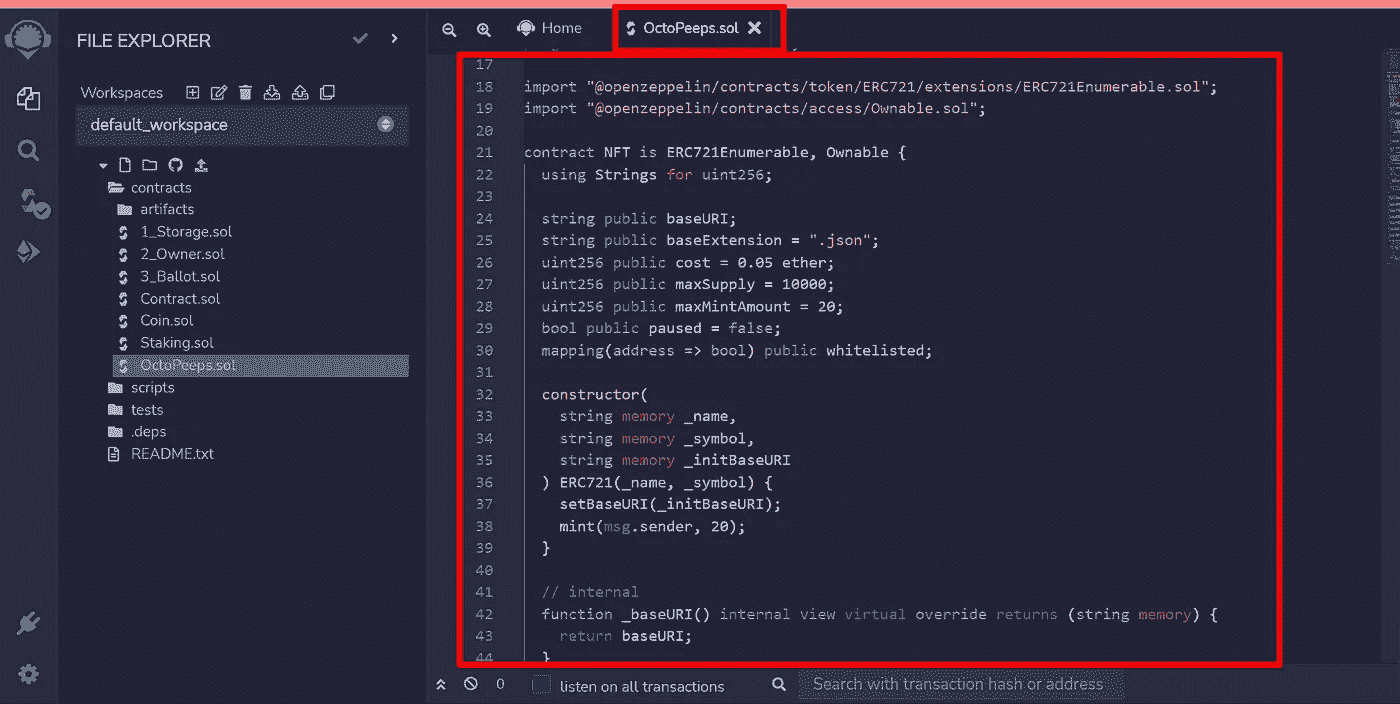 FILE EXPLORER
Workspaces
default_workspace
contracts
artifacts
1_Storage.sol
2_Owner.sol
3_Ballot.sol
Contract.sol
Coin.sol
Staking.sol
OctoPeeps.sol
scripts
tests
.deps
README.txt
Home
OctoPeeps.sol
17
18 import "@openzeppelin/contracts/token/ERC721/extensions/ERC721Enumerable.sol";
19 import "@openzeppelin/contracts/access/Ownable.sol";
20
21 contract NFT is ERC721Enumerable, Ownable {
22 using Strings for uint256;
23
24 string public baseURI;
25 string public baseExtension = ".json";
26 uint256 public cost = 0.05 ether;
27 uint256 public maxSupply = 10000;
28 uint256 public maxMintAmount = 20;
29 bool public paused = false;
30 mapping(address => bool) public whitelisted;
31
32 constructor(
33 string memory _name,
34 string memory _symbol,
35 string memory _initBaseURI
36 ) ERC721(_name, _symbol) {
37 setBaseURI(_initBaseURI);
38 mint(msg.sender, 20);
39 }
40
41 // internal
42 function _baseURI() internal view virtual override returns (string memory) {
43 return baseURI;
44 }
0 listen on all transactions Search with transaction hash or address